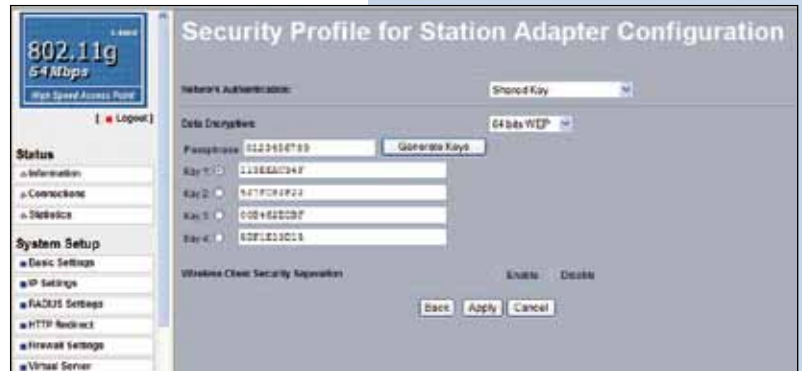 802.11g
54Mbps
High Speed Access Point
[ Logout ]
Status
Information
Connections
Statistics
System Setup
Basic Settings
IP Settings
RADIUS Settings
HTTP Redirect
Firewall Settings
Virtual Server
Security Profile for Station Adapter Configuration
Network Authentication: Shared Key
Data Encryption: 64 bits WEP
Passphrase: 0123456789 Generate Keys
Key 1:
Key 2:
Key 3:
Key 4:
Wireless Client Security Separation Enable Disable
Back Apply Cancel